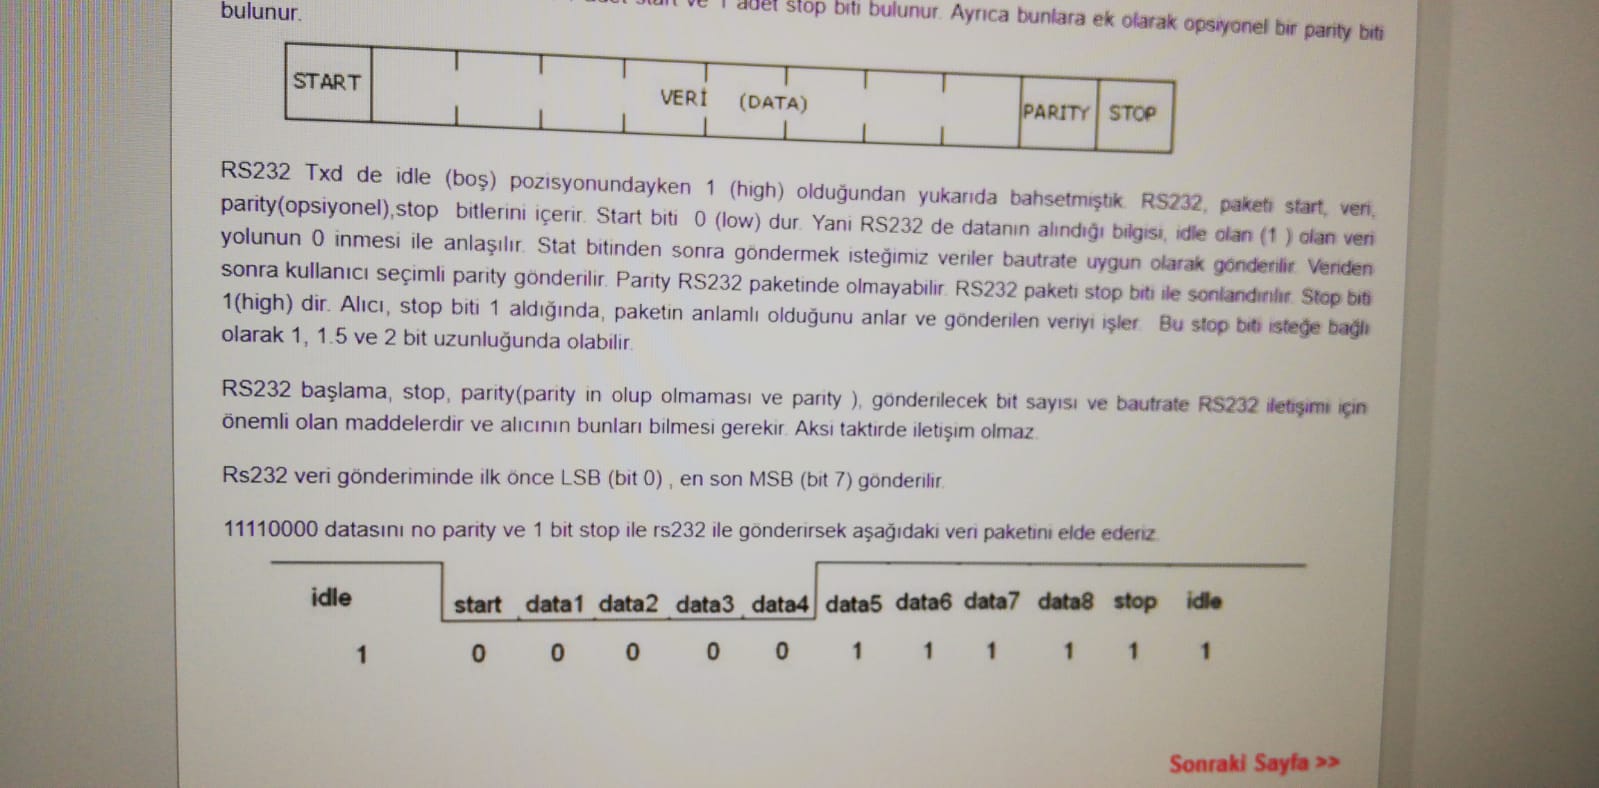 start ve 1 adet stop biti bulunur. Ayrıca bunlara ek olarak opsiyonel bir parity biti
bulunur.
START VERİ (DATA) PARITY STOP
RS232 Txd de idle (boş) pozisyonundayken 1 (high) olduğundan yukarıda bahsetmiştik. RS232, paketi start, veri,
parity(opsiyonel),stop bitlerini içerir. Start biti 0 (low) dur. Yani RS232 de datanın alındığı bilgisi, idle olan (1 ) olan veri
yolunun 0 inmesi ile anlaşılır. Stat bitinden sonra göndermek isteğimiz veriler bautrate uygun olarak gönderilir. Veriden
sonra kullanıcı seçimli parity gönderilir. Parity RS232 paketinde olmayabilir. RS232 paketi stop biti ile sonlandırılır. Stop biti
1(high) dir. Alıcı, stop biti 1 aldığında, paketin anlamlı olduğunu anlar ve gönderilen veriyi işler. Bu stop biti isteğe bağlı
olarak 1, 1.5 ve 2 bit uzunluğunda olabilir.
RS232 başlama, stop, parity(parity in olup olmaması ve parity ), gönderilecek bit sayısı ve bautrate RS232 iletişimi için
önemli olan maddelerdir ve alıcının bunları bilmesi gerekir. Aksi taktirde iletişim olmaz.
Rs232 veri gönderiminde ilk önce LSB (bit 0) , en son MSB (bit 7) gönderilir.
11110000 datasını no parity ve 1 bit stop ile rs232 ile gönderirsek aşağıdaki veri paketini elde ederiz.
idle start data1 data2 data3 data4 data5 data6 data7 data8 stop idle
1 0 0 0 0 0 1 1 1 1 1 1
Sonraki Sayfa >>